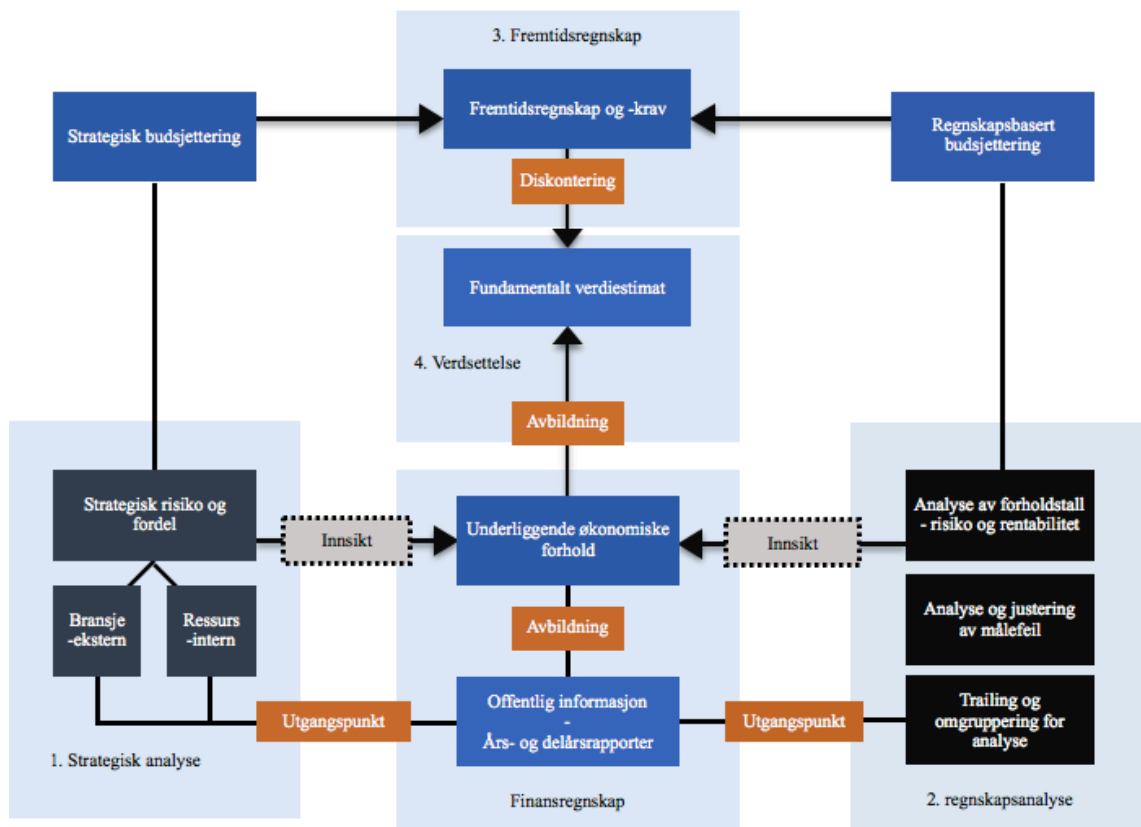 3. Fremtidsregnskap
Strategisk budsjettering
Fremtidsregnskap og -krav
Regnskapsbasert
budsjettering
Diskontering
Fundamentalt verdiestimat
4. Verdsettelse
Avbildning
Strategisk risiko og
fordel
Innsikt
Underliggende økonomiske
forhold
Innsikt
Analyse av forholdstall
- risiko og rentabilitet
Bransje
-ekstern
Ressurs
-intern
Avbildning
Analyse og justering
av målefeil
Utgangspunkt
Offentlig informasjon
-
Års- og delårsrapporter
Utgangspunkt
Trailing og
omgruppering for
analyse
1. Strategisk analyse
Finansregnskap
2. regnskapsanalyse